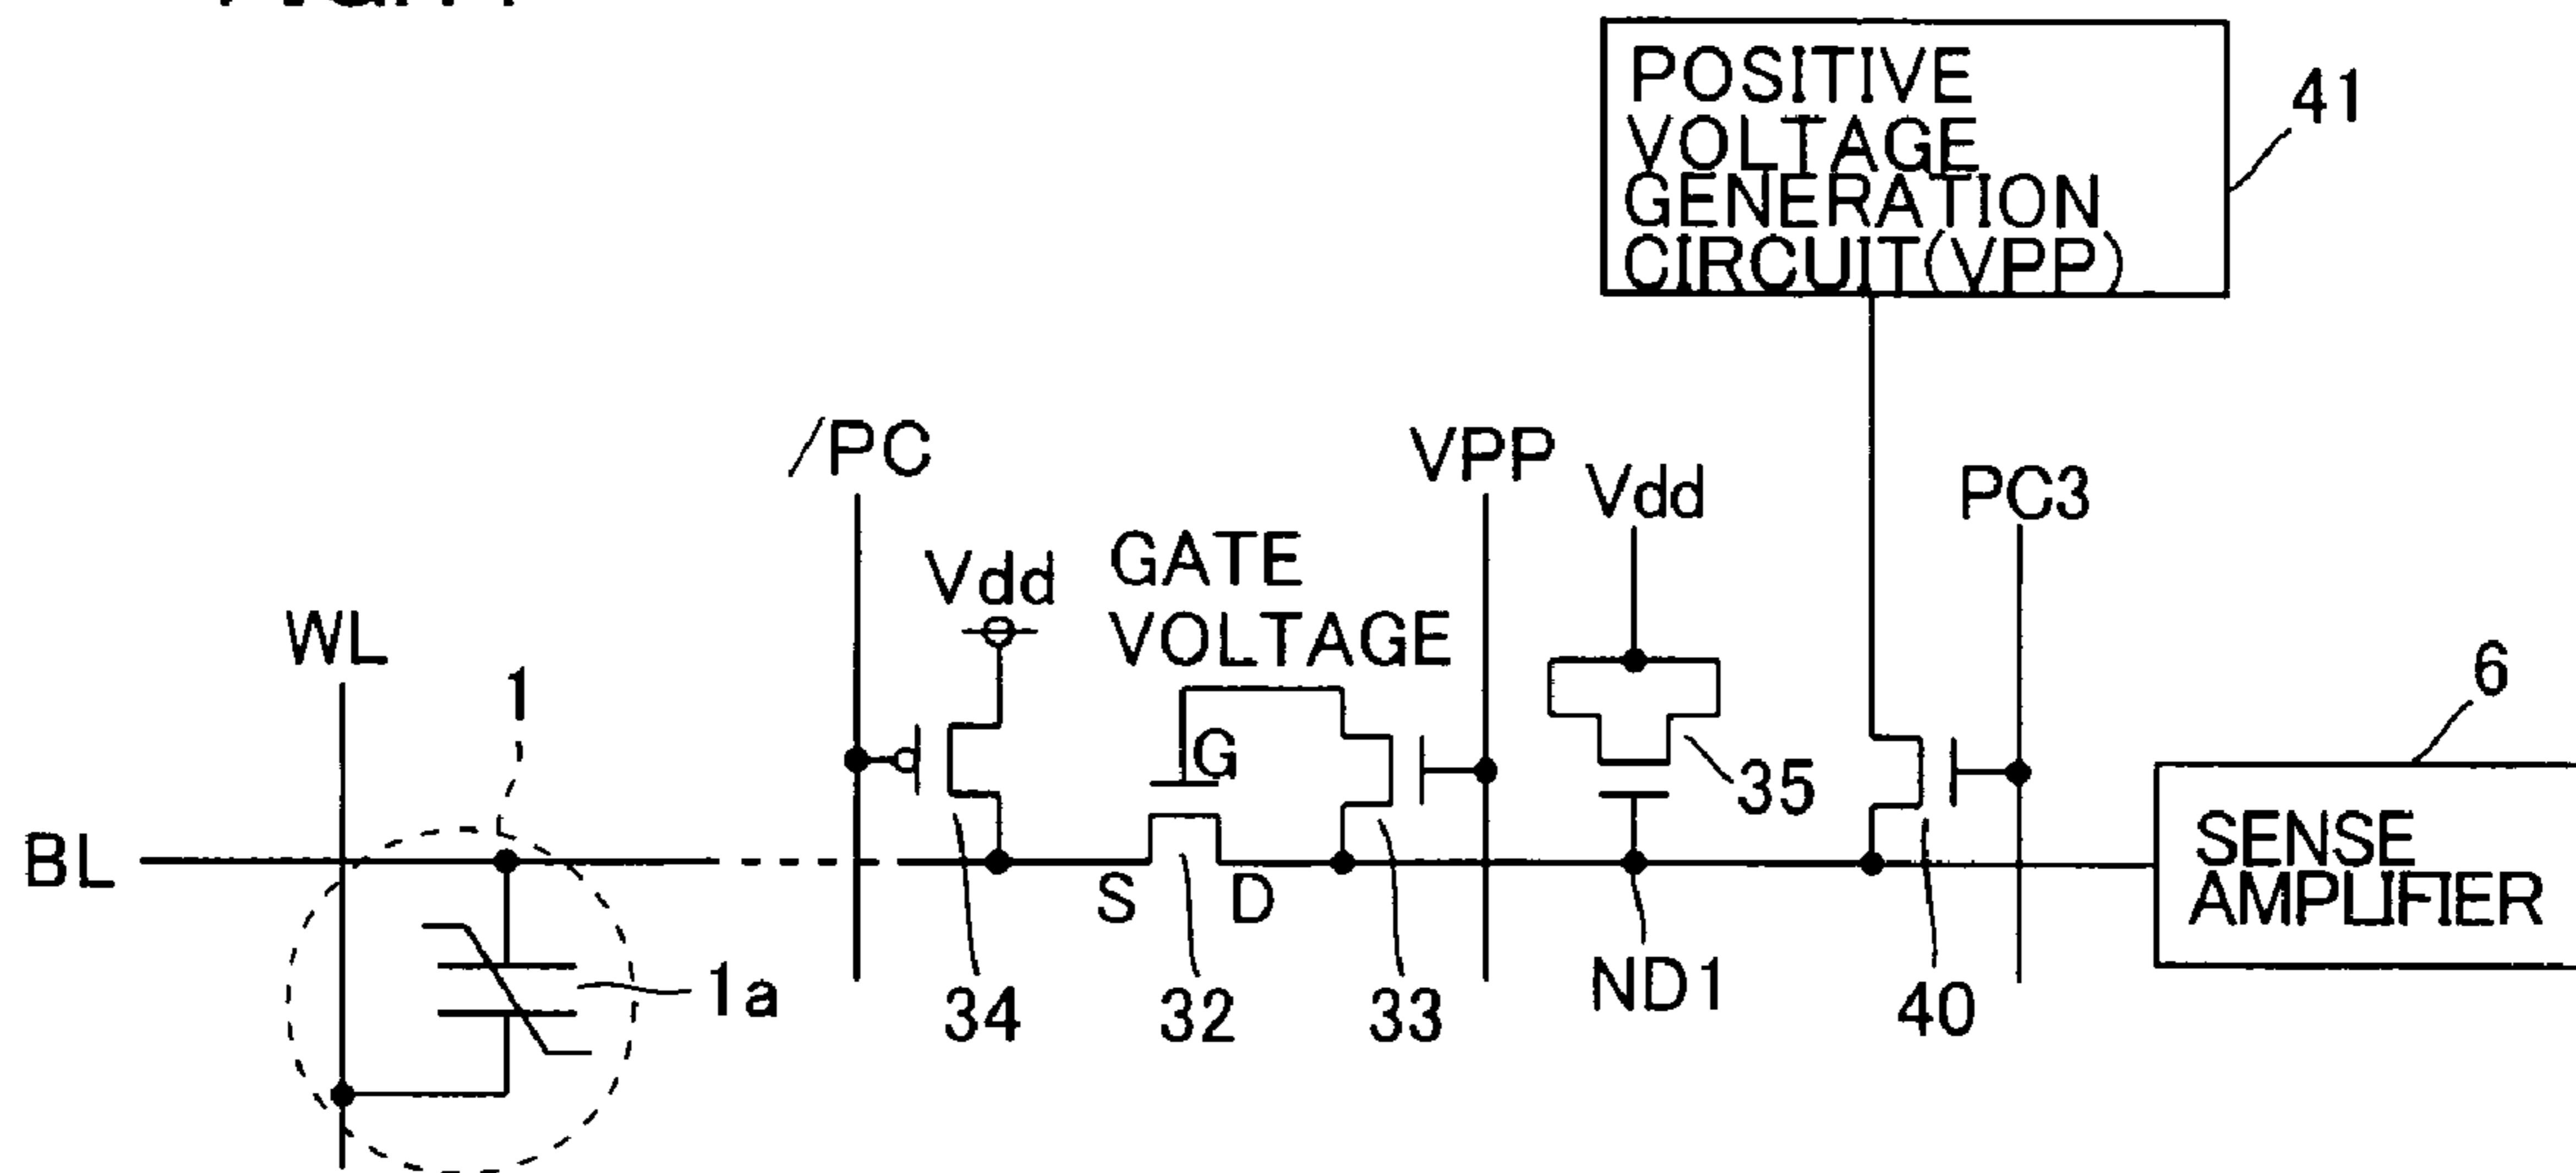 POSITIVE
VOLTAGE
GENERATION
CIRCUIT(VPP)
41
/PC
VPP
Vdd
PC3
Vdd
GATE
VOLTAGE
WL
1
6
G
35
BL
S
D
SENSE
AMPLIFIER
1a
34
32
33
ND1
40